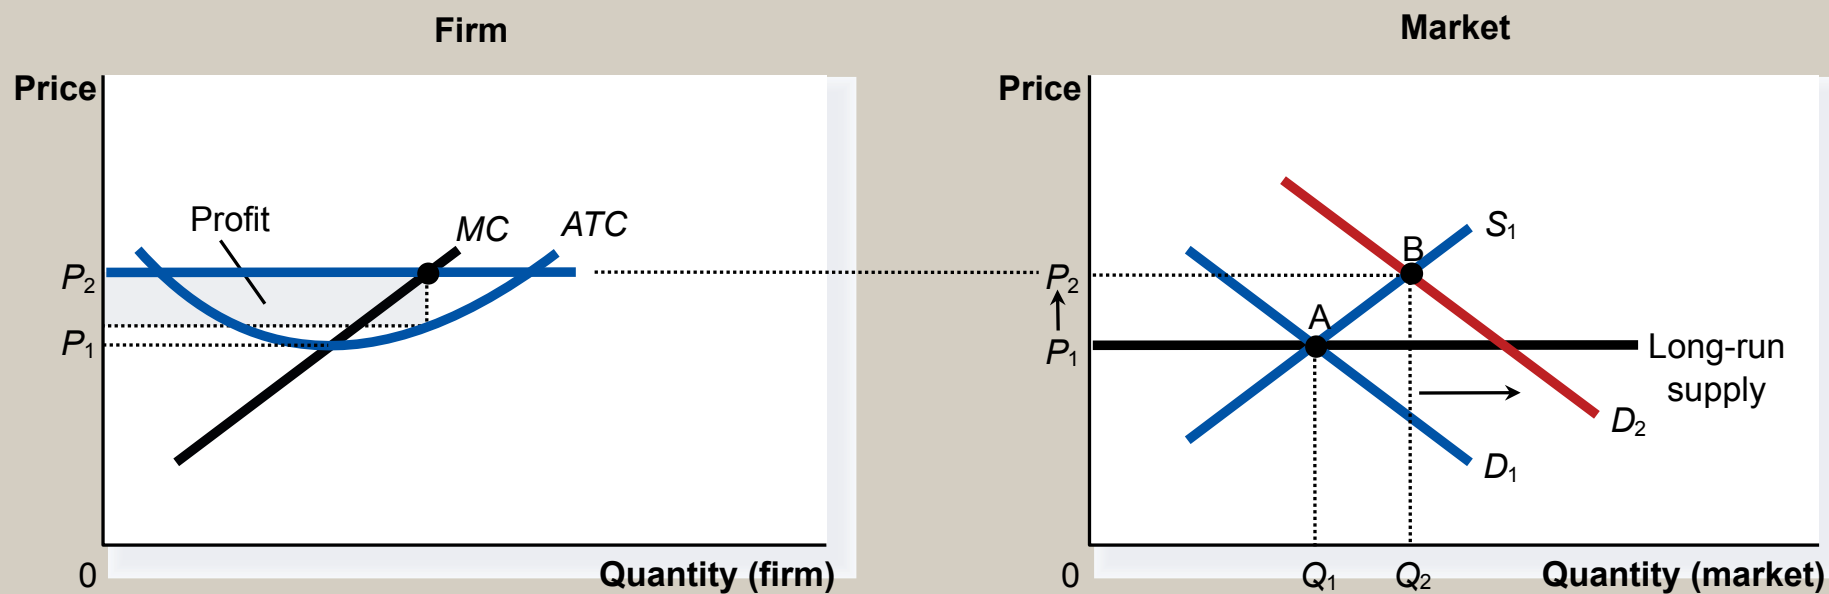 Firm
Price
Profit
MC
ATC
P2
P1
0
Quantity (firm)
Market
Price
S1
B
P2
A
P1
Long-run
supply
D2
D1
0
Q1
Q2
Quantity (market)